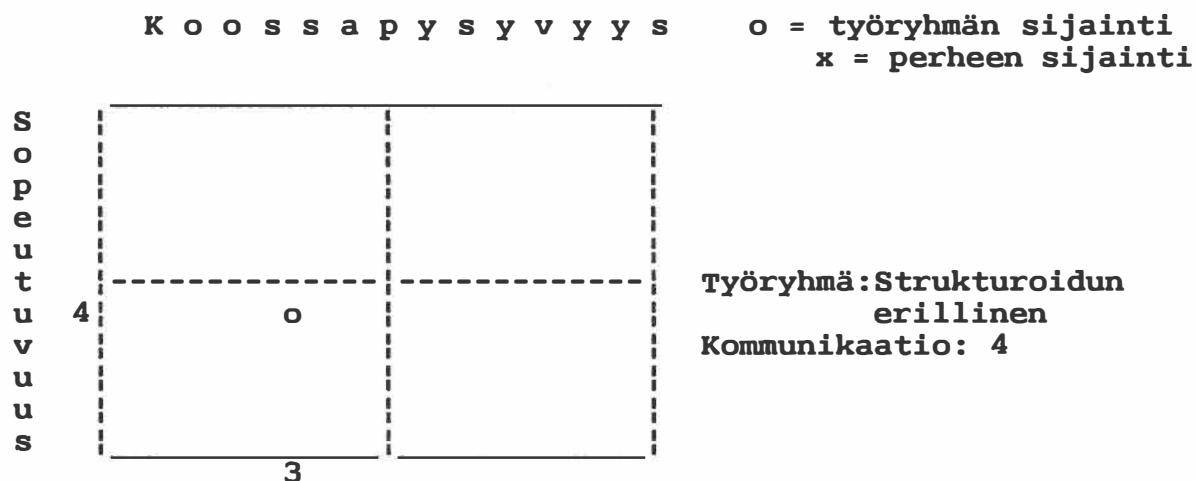 K o o s s a p y s y v y y s
o = työryhmän sijainti
x = perheen sijainti
S
o
p
e
u
t
u
v
u
u
s
4
o
3
Työryhmä:Strukturoidun
erillinen
Kommunikaatio: 4